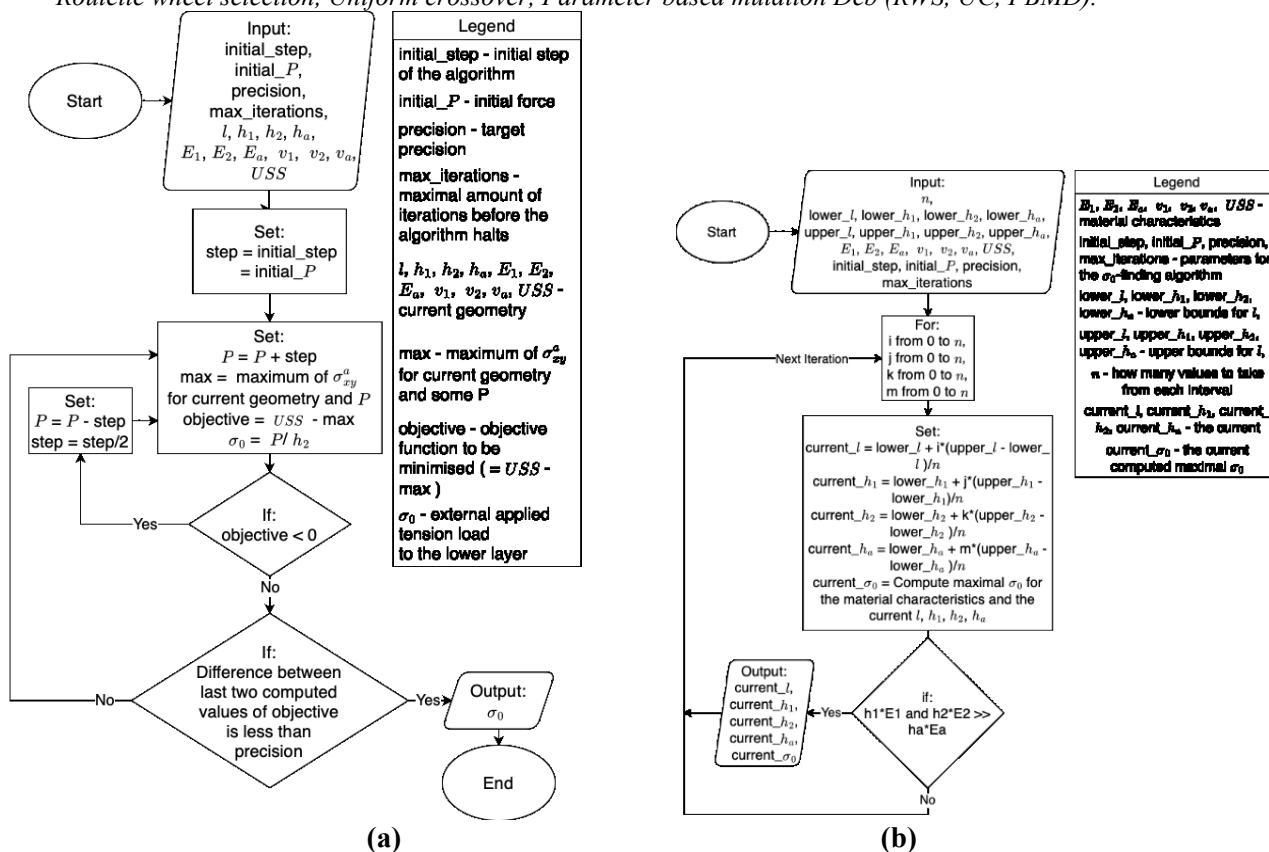 Roulette wheel selection, Uniform crossover, Parameter based mutation Deb (RWS, UC, PBMD).
Start
Input:
initial_step,
initial_P,
precision,
max_iterations,
l, h₁, h₂, hₐ,
E₁, E₂, Eₐ, v₁, v₂, vₐ,
USS
Set:
step = initial_step
= initial_P
Set:
P = P + step
max = maximum of σᵃₓᵧ
for current geometry and P
objective = USS - max
σ₀ = P/ h₂
Set:
P = P - step
step = step/2
Yes
If:
objective < 0
No
If:
Difference between
last two computed
values of objective
is less than
precision
No
Yes
Output:
σ₀
End
Legend
initial_step - initial step
of the algorithm
initial_P - initial force
precision - target
precision
max_iterations -
maximal amount of
iterations before the
algorithm halts
l, h₁, h₂, hₐ, E₁, E₂,
Eₐ, v₁, v₂, vₐ, USS -
current geometry
max - maximum of σᵃₓᵧ
for current geometry
and some P
objective - objective
function to be
minimised ( = USS -
max )
σ₀ - external applied
tension load
to the lower layer
(a)
Start
Input:
n,
lower_l, lower_h₁, lower_h₂, lower_hₐ,
upper_l, upper_h₁, upper_h₂, upper_hₐ,
E₁, E₂, Eₐ, v₁, v₂, vₐ, USS,
initial_step, initial_P, precision,
max_iterations
For:
i from 0 to n,
j from 0 to n,
k from 0 to n,
m from 0 to n
Next Iteration
Set:
current_l = lower_l + i*(upper_l - lower_
l )/n
current_h₁ = lower_h₁ + j*(upper_h₁ -
lower_h₁)/n
current_h₂ = lower_h₂ + k*(upper_h₂ -
lower_h₂ )/n
current_hₐ = lower_hₐ + m*(upper_hₐ -
lower_hₐ )/n
current_σ₀ = Compute maximal σ₀ for
the material characteristics and the
current l, h₁, h₂, hₐ
if:
h1*E1 and h2*E2 >>
ha*Ea
Yes
No
Output:
current_l,
current_h₁,
current_h₂,
current_hₐ,
current_σ₀
Legend
E₁, E₂, Eₐ, v₁, v₂, vₐ, USS -
material characteristics
initial_step, initial_P, precision,
max_iterations - parameters for
the σ₀-finding algorithm
lower_l, lower_h₁, lower_h₂,
lower_hₐ - lower bounds for l,
upper_l, upper_h₁, upper_h₂,
upper_hₐ - upper bounds for l,
n - how many values to take
from each interval
current_l, current_h₁, current_
h₂, current_hₐ - the current
current_σ₀ - the current
computed maximal σ₀
(b)